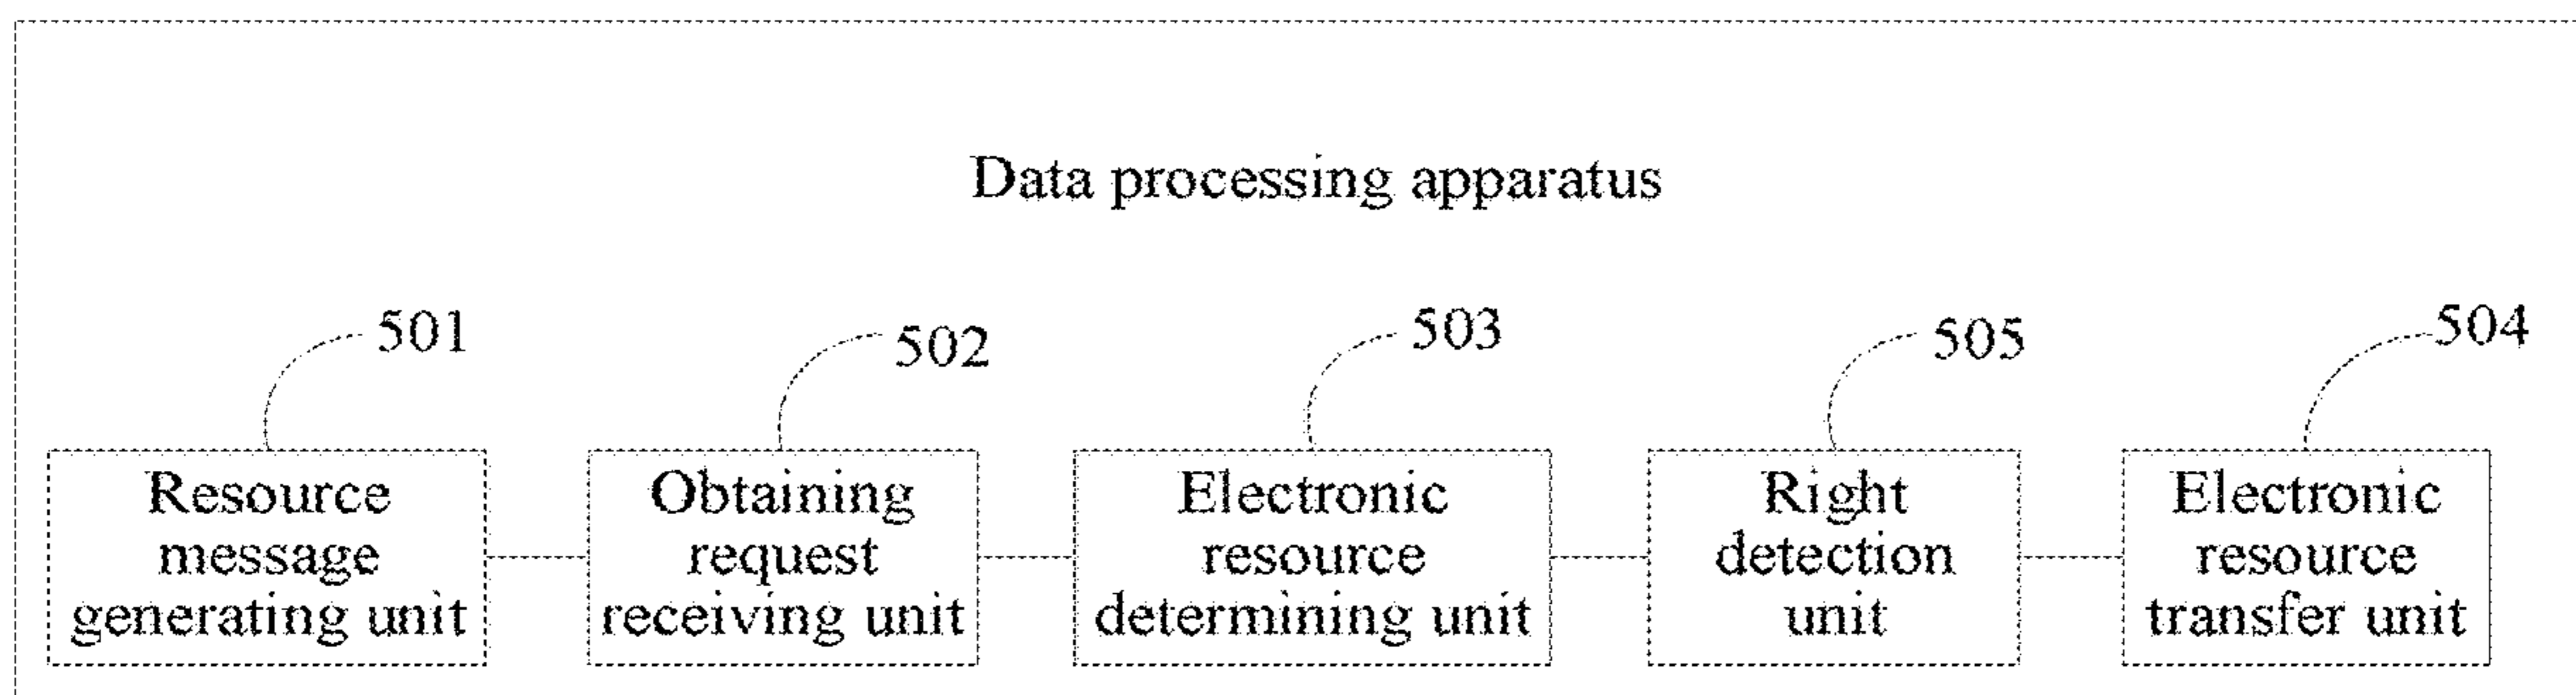 Data processing apparatus
501
502
503
505
504
Resource
message
generating unit
Obtaining
request
receiving unit
Electronic
resource
determining unit
Right
detection
unit
Electronic
resource
transfer unit